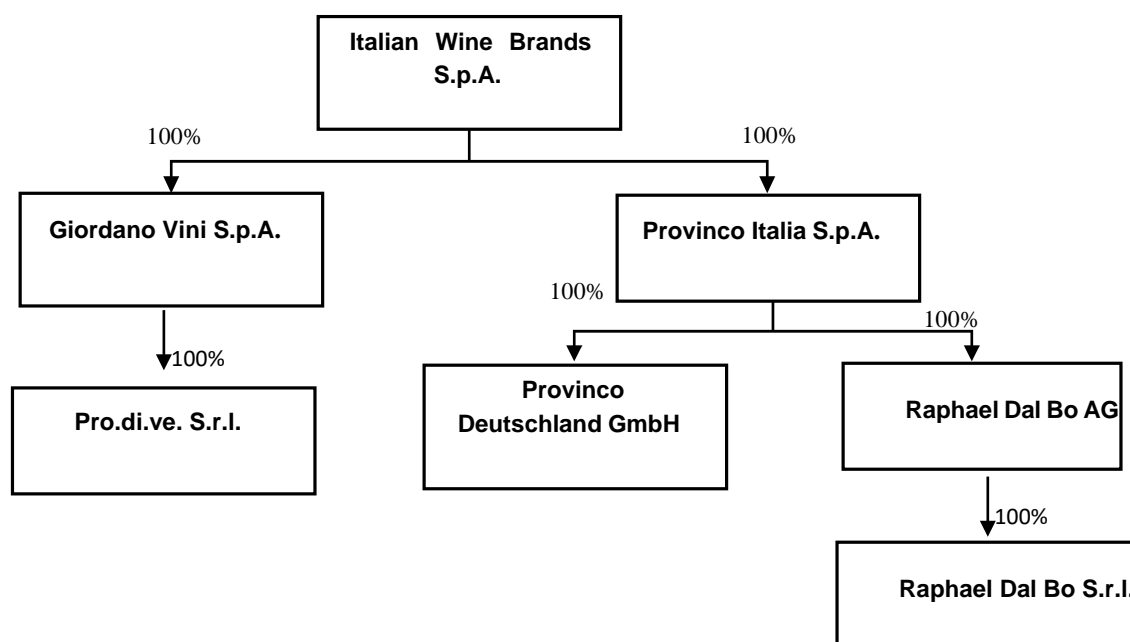 Italian Wine Brands
S.p.A.
100%
100%
Giordano Vini S.p.A.
Provinco Italia S.p.A.
100%
100%
100%
Provinco
Deutschland GmbH
Raphael Dal Bo AG
Pro.di.ve. S.r.l.
100%
Raphael Dal Bo S.r.l.